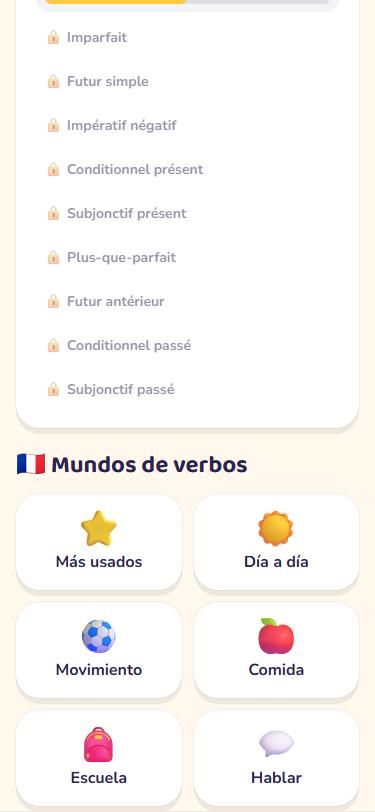 Imparfait
Futur simple
Impératif négatif
Conditionnel présent
Subjonctif présent
Plus-que-parfait
Futur antérieur
Conditionnel passé
Subjonctif passé
Mundos de verbos
Más usados
Día a día
Movimiento
Comida
Escuela
Hablar